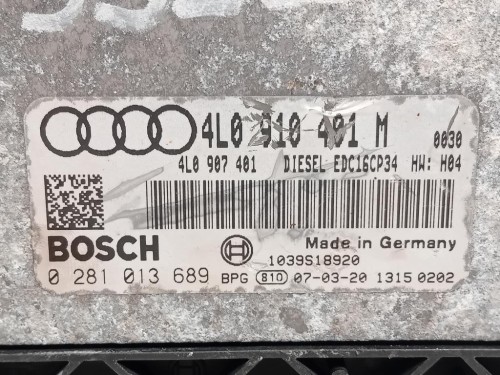 4L0 910 401 M 0030
4L0 907 401 DIESEL EDC16CP34 HW: H04
BOSCH
Made in Germany
1039S18920
0 281 013 689 BPG 810 07-03-20 1315 0202